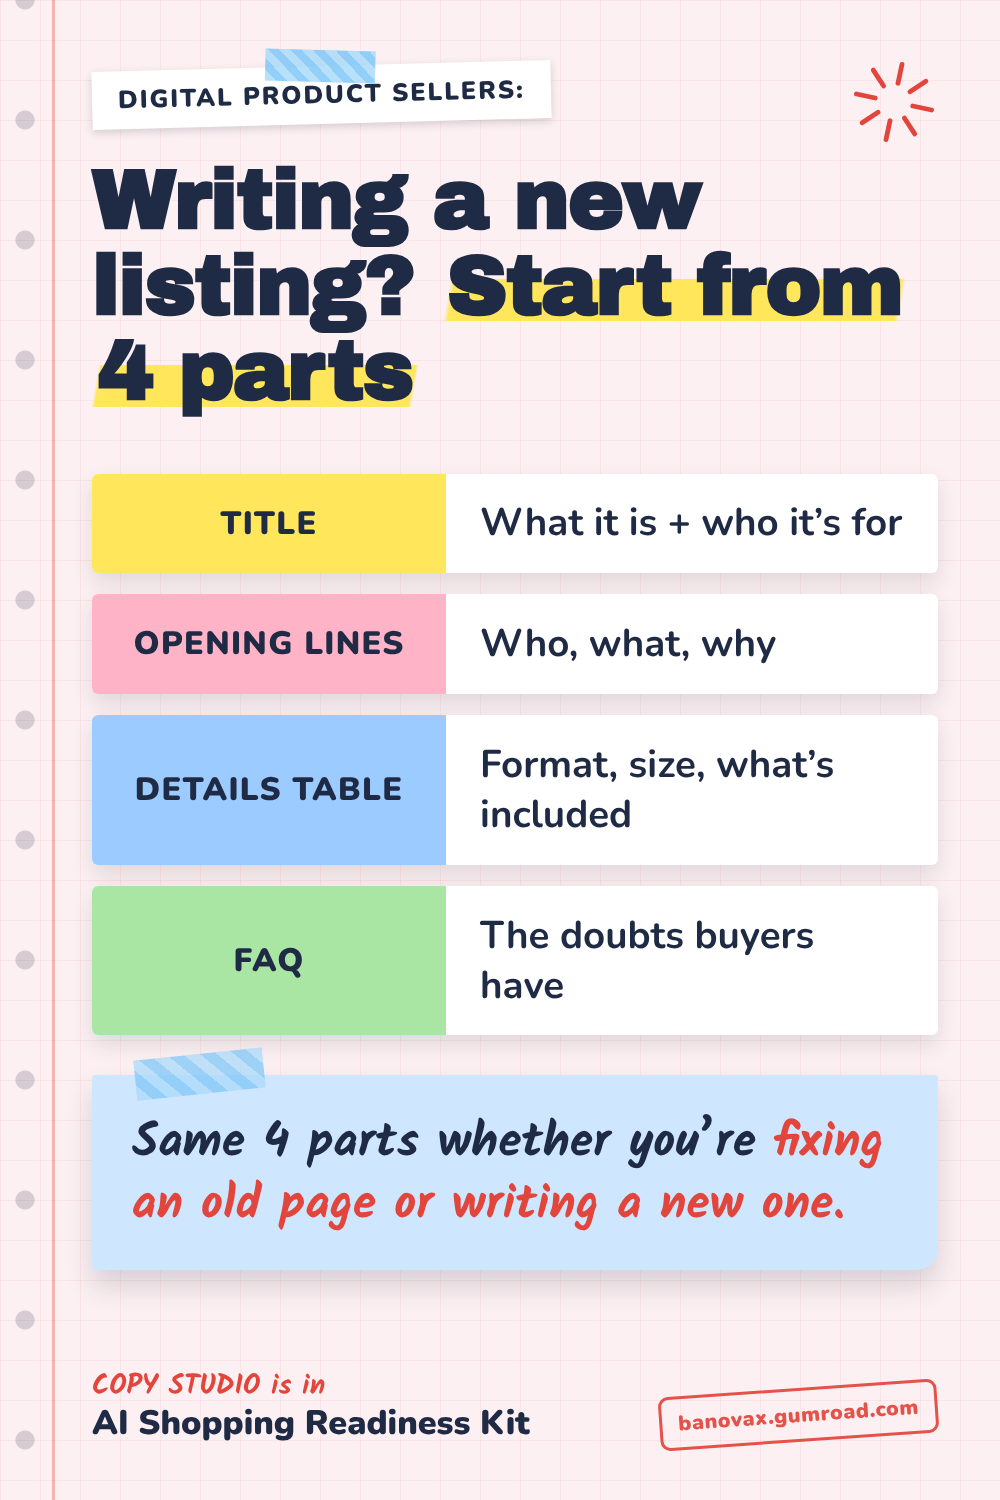 DIGITAL PRODUCT SELLERS:
Writing a new
listing? Start from
4 parts
TITLE
What it is + who it’s for
OPENING LINES
Who, what, why
DETAILS TABLE
Format, size, what’s
included
FAQ
The doubts buyers
have
Same 4 parts whether you’re fixing
an old page or writing a new one.
COPY STUDIO is in
AI Shopping Readiness Kit
banovax.gumroad.com